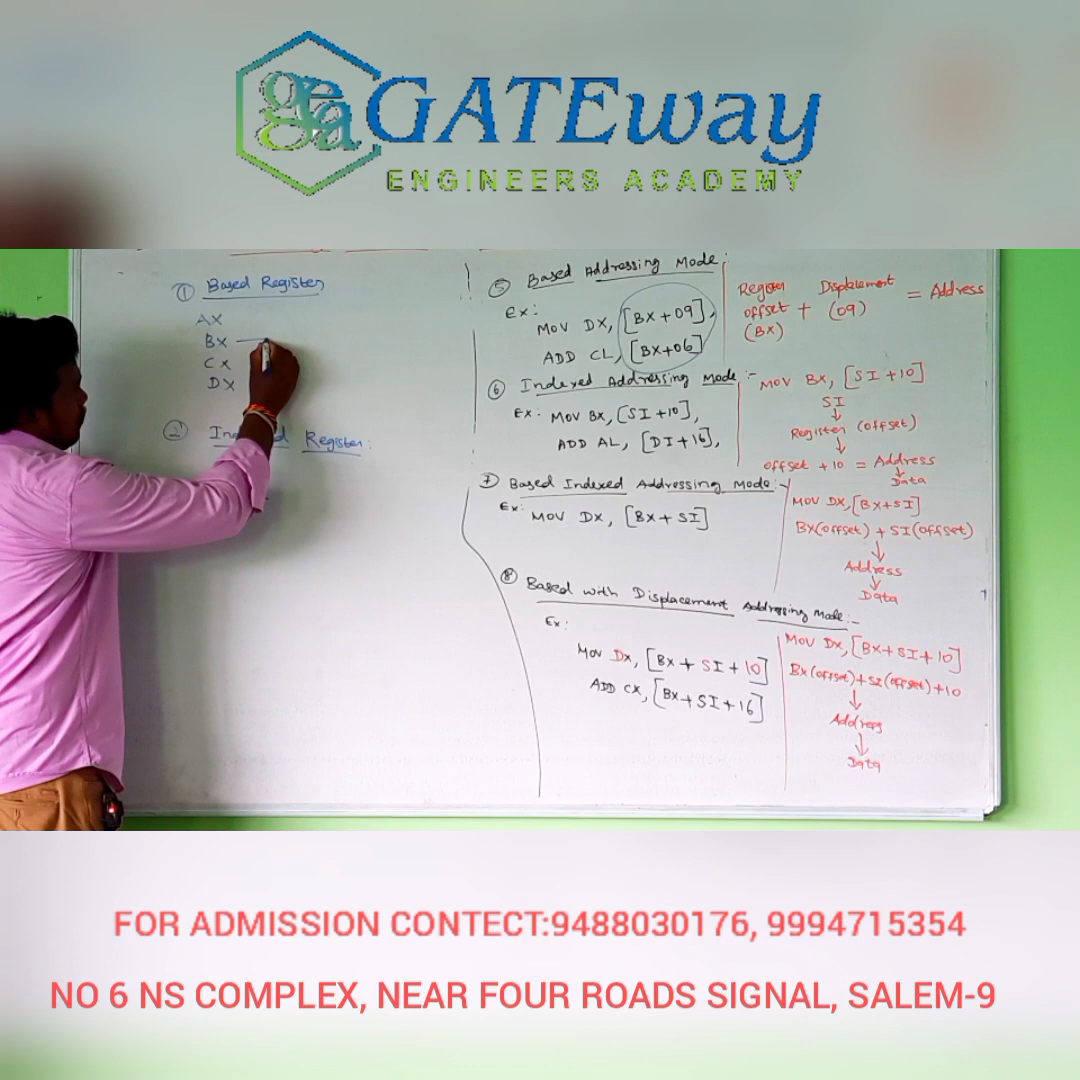 gea
GATEway
ENGINEERS ACADEMY
① Based Register
AX
BX
CX
DX
② Register:
⑤ Based Addressing Mode:
Ex:
MOV DX, [BX+09],
ADD CL, [BX+06]
Register Displacement = Address
offset + (09)
(BX)
⑥ Indexed Addressing Mode:-
Ex: MOV BX, [SI+10],
ADD AL, [DI+16],
MOV BX, [SI+10]
SI
↓
Register (offset)
↓
offset +10 = Address
↓
Data
⑦ Based Indexed Addressing Mode:-
Ex:
MOV DX, [BX+SI]
MOV DX, [BX+SI]
BX(offset) + SI(offset)
↓
Address
↓
Data
⑧ Based with Displacement Addressing Mode:-
Ex:
MOV DX, [BX+SI+10]
ADD CX, [BX+SI+16]
MOV DX, [BX+SI+10]
BX(offset)+SI(offset)+10
↓
Address
↓
Data
FOR ADMISSION CONTECT:9488030176, 9994715354
NO 6 NS COMPLEX, NEAR FOUR ROADS SIGNAL, SALEM-9